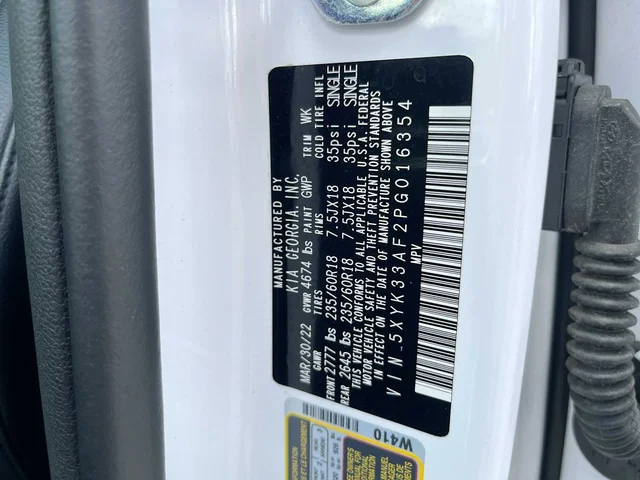 MANUFACTURED BY
KIA GEORGIA, INC.
MAR/30/22 GVWR 4674 lbs PAINT GWP TRIM WK
GAWR TIRES RIMS COLD TIRE INFL
FRONT 2777 lbs 235/60R18 7.5JX18 35psi SINGLE
REAR 2645 lbs 235/60R18 7.5JX18 35psi SINGLE
THIS VEHICLE CONFORMS TO ALL APPLICABLE U.S.A. FEDERAL
MOTOR VEHICLE SAFETY AND THEFT PREVENTION STANDARDS
IN EFFECT ON THE DATE OF MANUFACTURE SHOWN ABOVE
VIN: 5XYK33AF2PG016354
MPV
W410